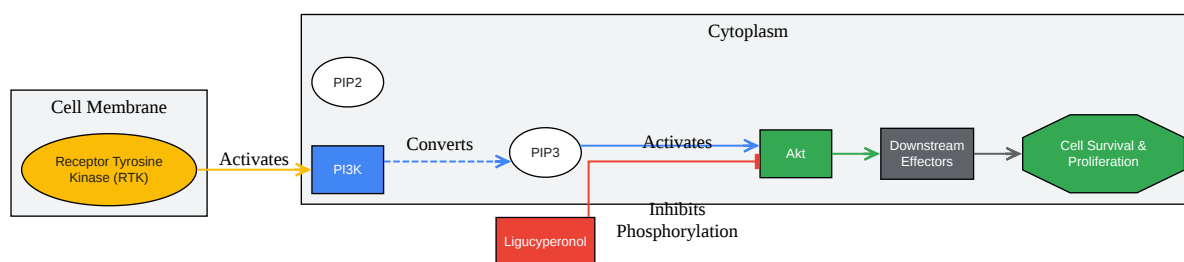 Cytoplasm
PIP2
Cell Membrane
Receptor Tyrosine
Kinase (RTK)
Activates
PI3K
Converts
PIP3
Activates
Akt
Downstream
Effectors
Cell Survival &
Proliferation
Inhibits
Phosphorylation
Ligucyperonol